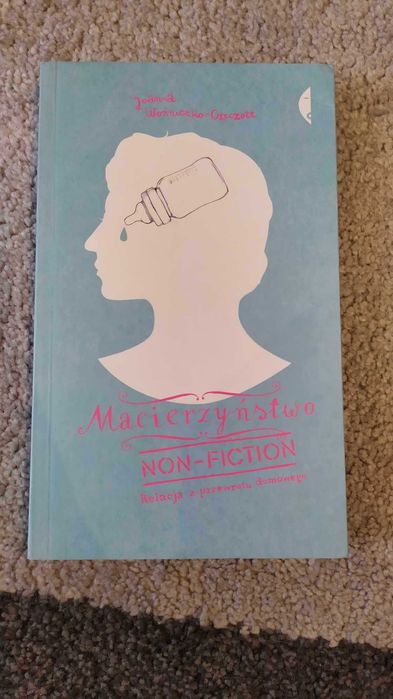 Joanna
Woźniczko-Czeczott
Macierzyństwo
NON-FICTION
Relacja z przewrotu domowego